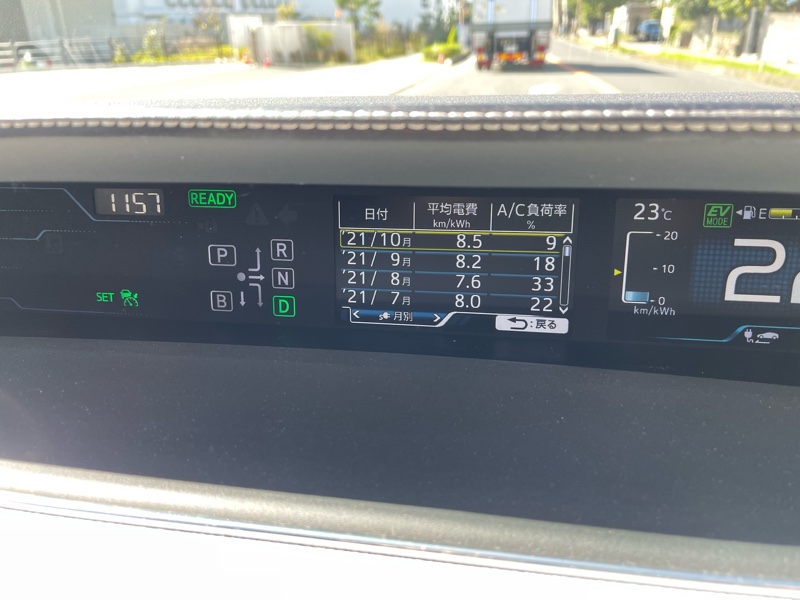 1157
READY
P
R
N
B
D
SET
日付 平均電費 A/C負荷率
km/kWh %
'21/10月 8.5 9
'21/ 9月 8.2 18
'21/ 8月 7.6 33
'21/ 7月 8.0 22
月別
:戻る
23℃
EV
MODE
E
20
10
0
km/kWh